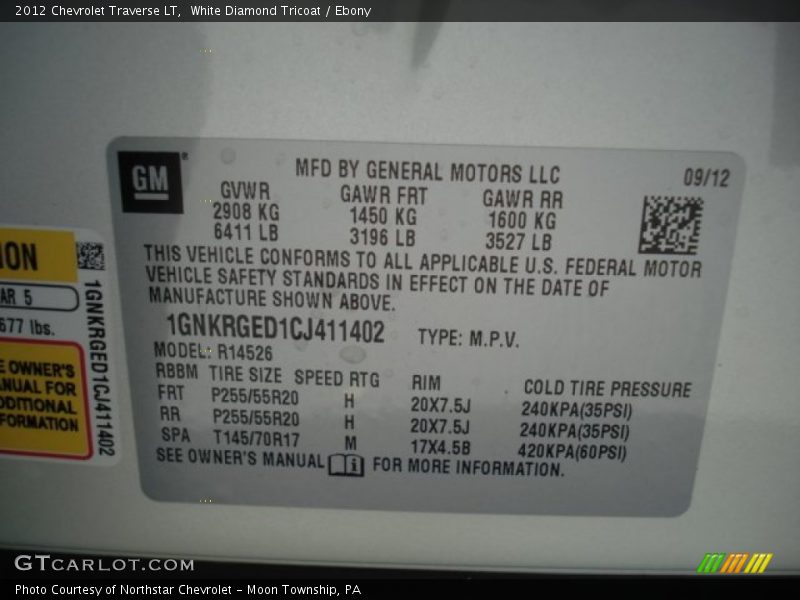 2012 Chevrolet Traverse LT,  White Diamond Tricoat / Ebony
GM
MFD BY GENERAL MOTORS LLC
09/12
GVWR GAWR FRT GAWR RR
2908 KG 1450 KG 1600 KG
6411 LB 3196 LB 3527 LB
THIS VEHICLE CONFORMS TO ALL APPLICABLE U.S. FEDERAL MOTOR
VEHICLE SAFETY STANDARDS IN EFFECT ON THE DATE OF
MANUFACTURE SHOWN ABOVE.
1GNKRGED1CJ411402 TYPE: M.P.V.
MODEL: R14526
RBBM TIRE SIZE SPEED RTG RIM COLD TIRE PRESSURE
FRT P255/55R20 H 20X7.5J 240KPA(35PSI)
RR P255/55R20 H 20X7.5J 240KPA(35PSI)
SPA T145/70R17 M 17X4.5B 420KPA(60PSI)
SEE OWNER'S MANUAL i FOR MORE INFORMATION.
ION
AR 5
677 lbs.
E OWNER'S
ANUAL FOR
DDITIONAL
FORMATION
1GNKRGED1CJ411402
GTCARLOT.COM
Photo Courtesy of Northstar Chevrolet - Moon Township, PA